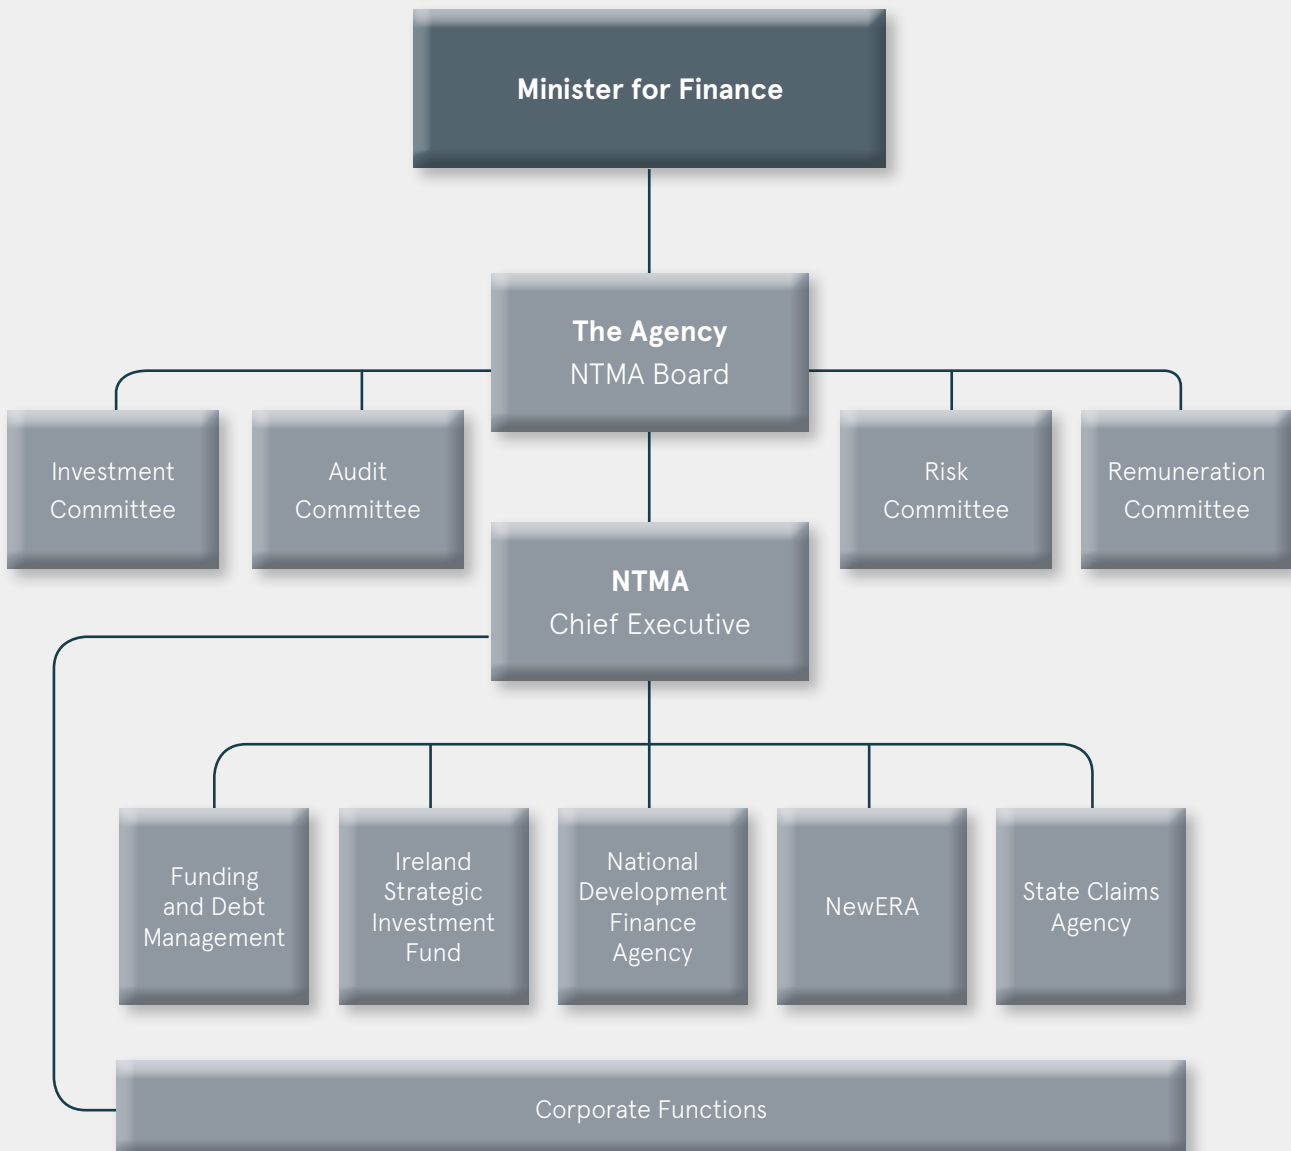 Minister for Finance
The Agency
NTMA Board
Investment
Committee
Audit
Committee
Risk
Committee
Remuneration
Committee
NTMA
Chief Executive
Funding
and Debt
Management
Ireland
Strategic
Investment
Fund
National
Development
Finance
Agency
NewERA
State Claims
Agency
Corporate Functions